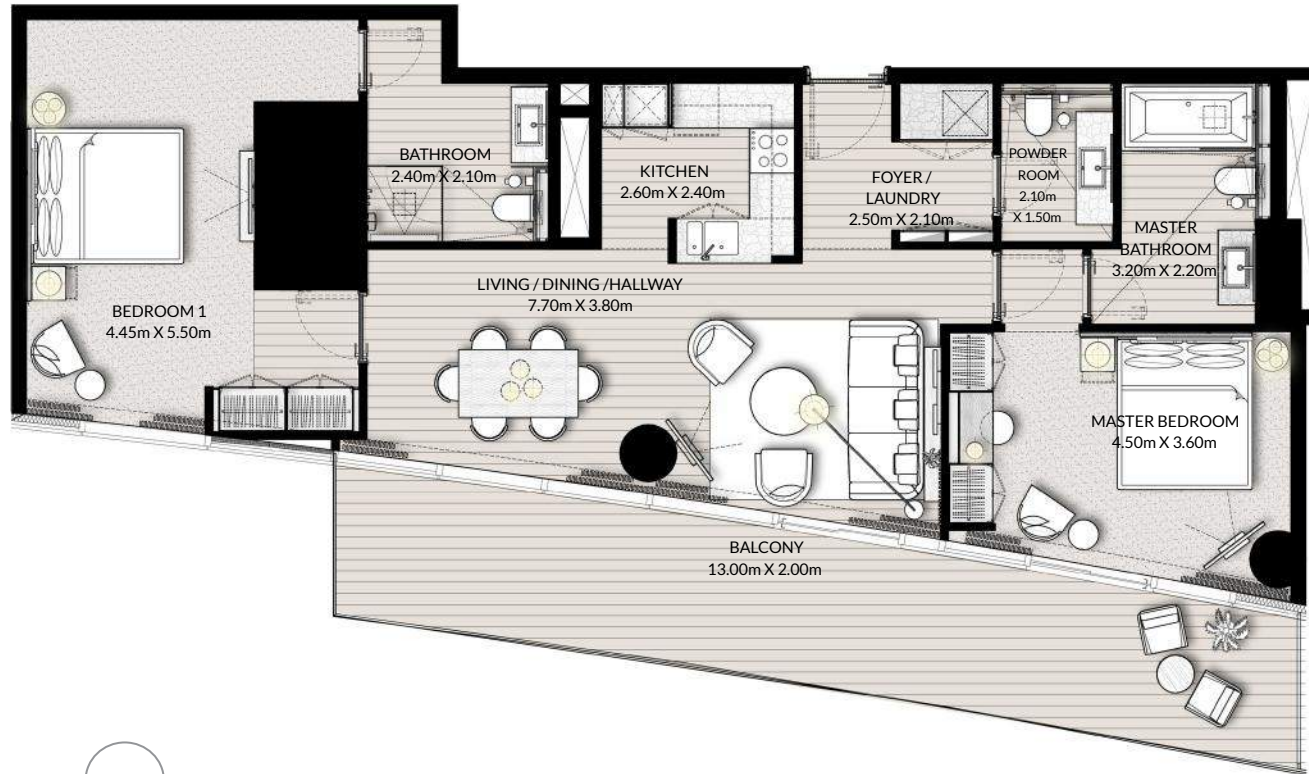 BATHROOM
2.40m X 2.10m
KITCHEN
2.60m X 2.40m
FOYER /
LAUNDRY
2.50m X 2.10m
POWDER
ROOM
2.10m
X 1.50m
MASTER
BATHROOM
3.20m X 2.20m
BEDROOM 1
4.45m X 5.50m
LIVING / DINING /HALLWAY
7.70m X 3.80m
MASTER BEDROOM
4.50m X 3.60m
BALCONY
13.00m X 2.00m